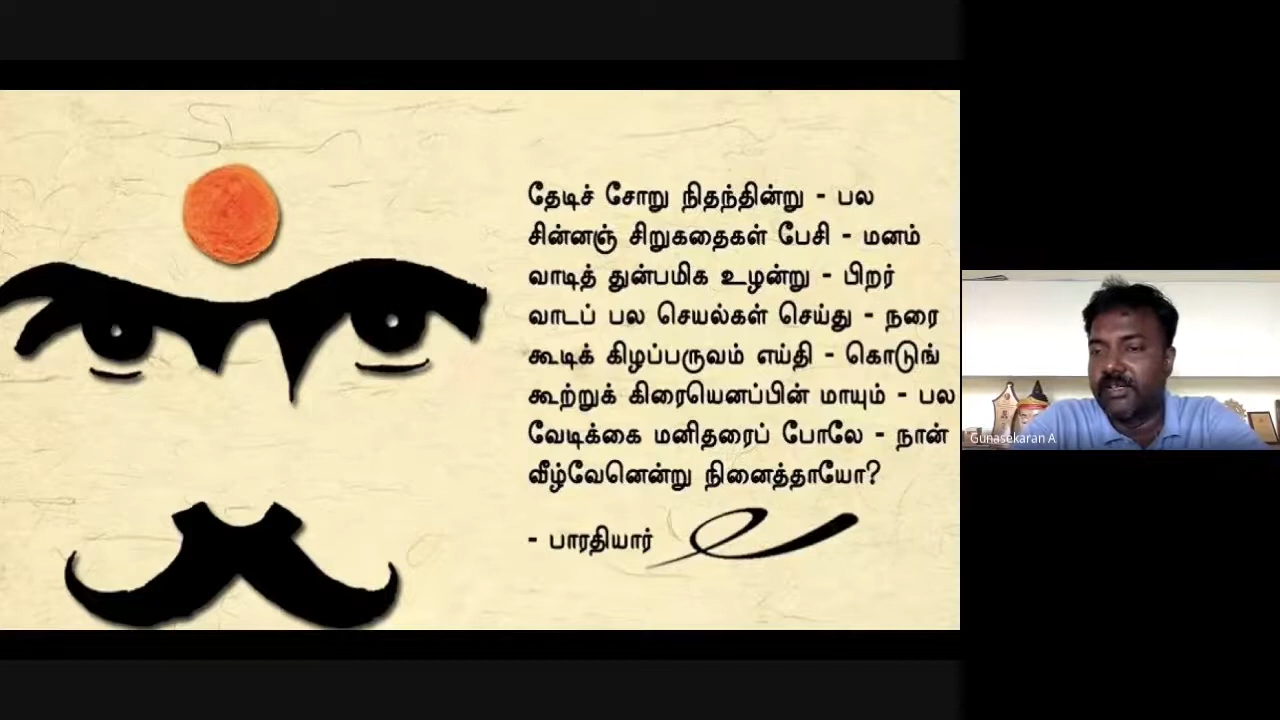 தேடிச் சோறு நிதந்தின்று - பல
சின்னஞ் சிறுகதைகள் பேசி - மனம்
வாடித் துன்பமிக உழன்று - பிறர்
வாடப் பல செயல்கள் செய்து - நரை
கூடிக் கிழப்பருவம் எய்தி - கொடுங்
கூற்றுக் கிரையெனப்பின் மாயும் - பல
வேடிக்கை மனிதரைப் போலே - நான்
வீழ்வேனென்று நினைத்தாயோ?
- பாரதியார்
Gunasekaran A